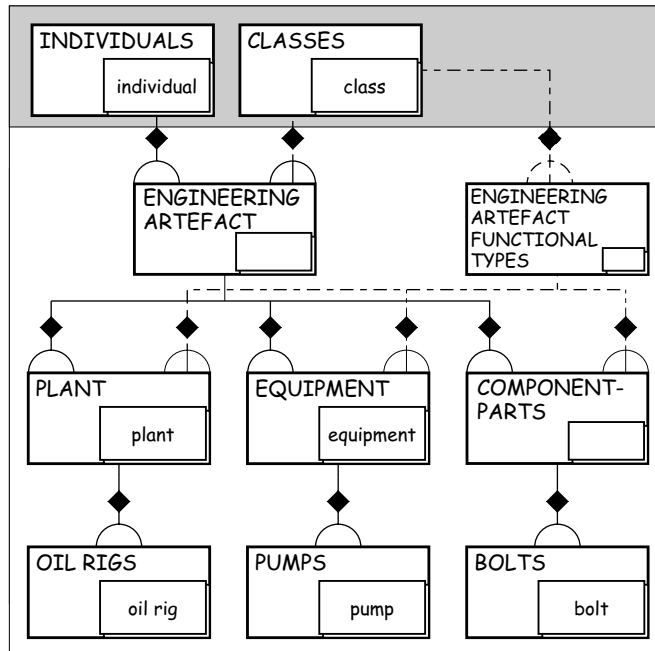 INDIVIDUALS
individual
CLASSES
class
ENGINEERING
ARTEFACT
ENGINEERING
ARTEFACT
FUNCTIONAL
TYPES
PLANT
plant
EQUIPMENT
equipment
COMPONENT-
PARTS
OIL RIGS
oil rig
PUMPS
pump
BOLTS
bolt